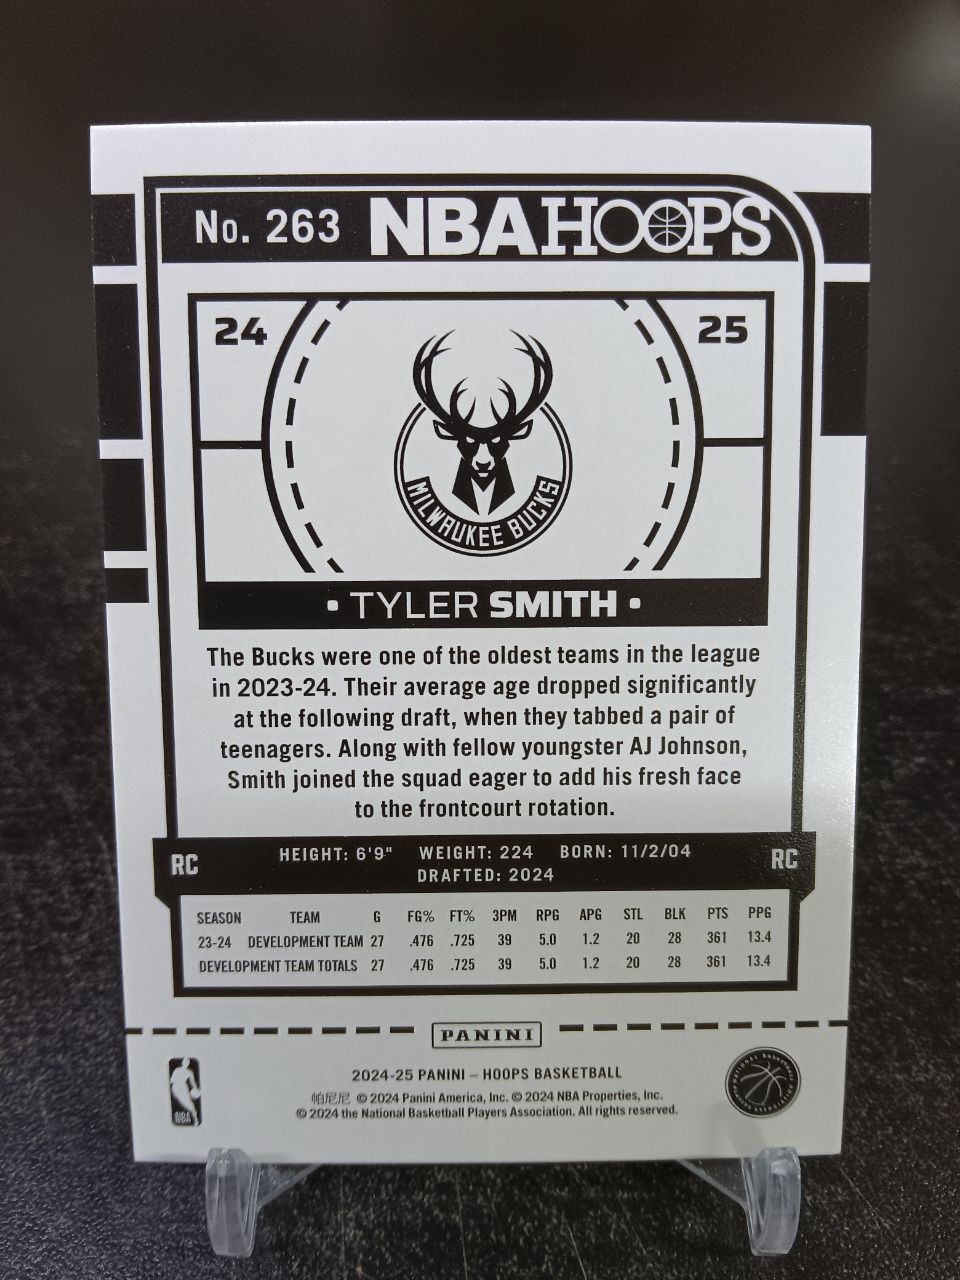 No. 263 NBA HOOPS
24 25
MILWAUKEE BUCKS
• TYLER SMITH •
The Bucks were one of the oldest teams in the league
in 2023-24. Their average age dropped significantly
at the following draft, when they tabbed a pair of
teenagers. Along with fellow youngster AJ Johnson,
Smith joined the squad eager to add his fresh face
to the frontcourt rotation.
RC HEIGHT: 6'9" WEIGHT: 224 BORN: 11/2/04 RC
DRAFTED: 2024
SEASON TEAM G FG% FT% 3PM RPG APG STL BLK PTS PPG
23-24 DEVELOPMENT TEAM 27 .476 .725 39 5.0 1.2 20 28 361 13.4
DEVELOPMENT TEAM TOTALS 27 .476 .725 39 5.0 1.2 20 28 361 13.4
PANINI
2024-25 PANINI – HOOPS BASKETBALL
帕尼尼 © 2024 Panini America, Inc. © 2024 NBA Properties, Inc.
© 2024 the National Basketball Players Association. All rights reserved.
NBA